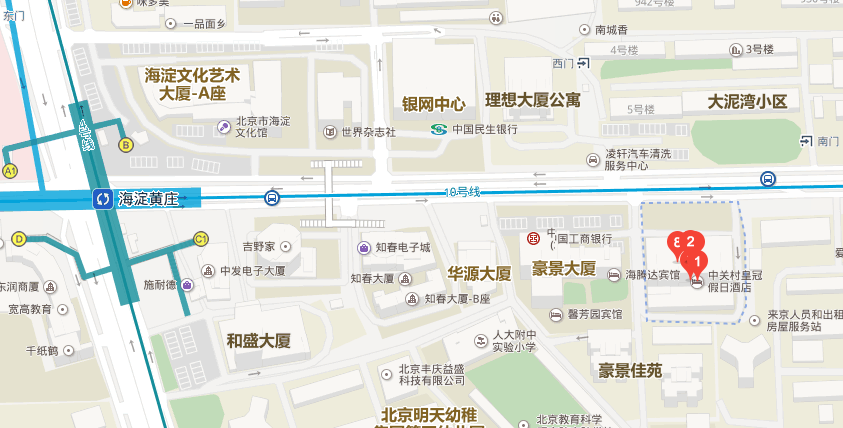 东门
味多美
一品面乡
南城香
942号楼
4号楼
3号楼
西门
5号楼
大泥湾小区
南门
海淀文化艺术
大厦-A座
北京市海淀
文化馆
世界杂志社
银网中心
理想大厦公寓
中国民生银行
凌轩汽车清洗
服务中心
A1
B
海淀黄庄
10号线
D
C1
吉野家
中发电子大厦
施耐德
知春电子城
知春大厦
知春大厦-B座
华源大厦
中国工商银行
豪景大厦
海腾达宾馆
馨芳园宾馆
8
2
1
中关村皇冠
假日酒店
来京人员和出租
房屋服务站
东润商厦
宽高教育
千纸鹤
和盛大厦
人大附中
实验小学
豪景佳苑
北京丰庆益盛
科技有限公司
北京明天幼稚
北京教育科学